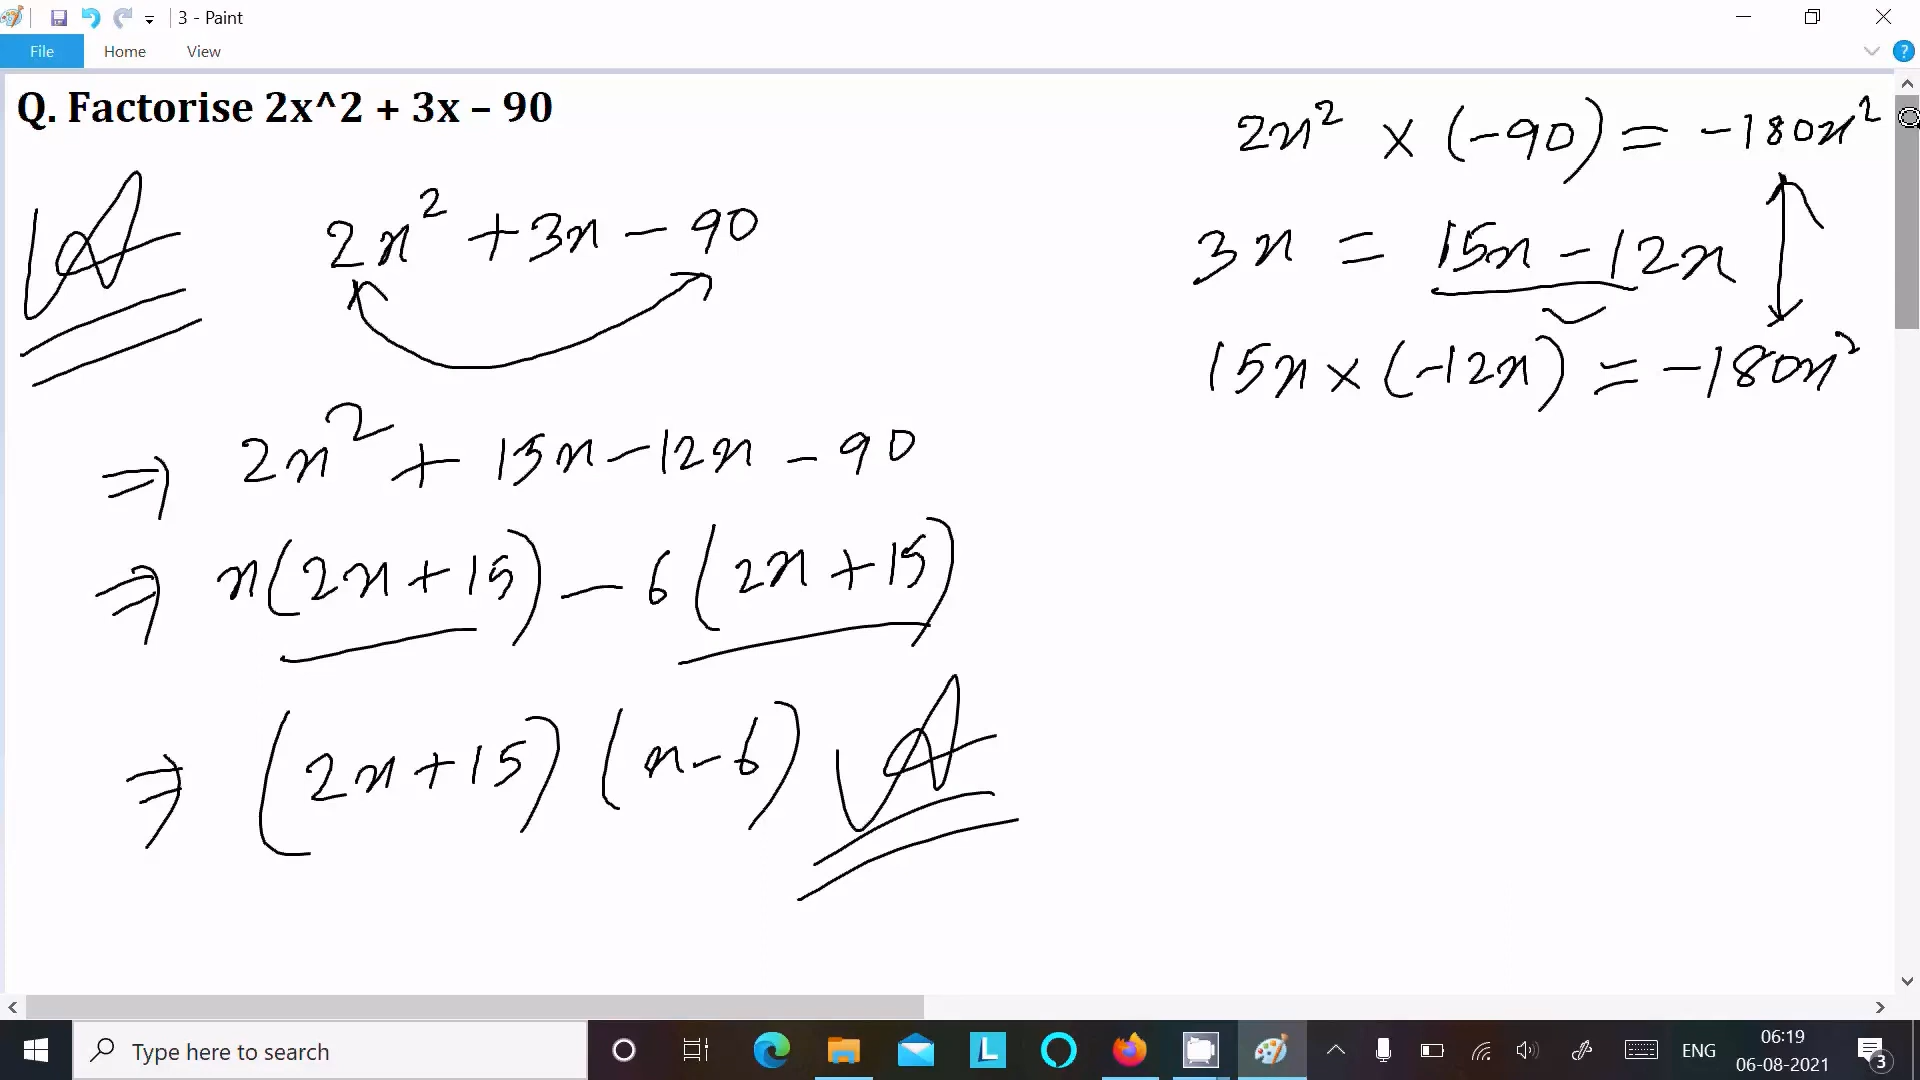 3 - Paint
File Home View
Q. Factorise 2x^2 + 3x – 90
2x² + 3x – 90
⇒ 2x² + 15x – 12x – 90
⇒ x(2x + 15) – 6(2x + 15)
⇒ (2x + 15) (x – 6)
2x² × (–90) = –180x²
3x = 15x – 12x
15x × (–12x) = –180x²
Type here to search
L
ENG
06:19
06-08-2021
3